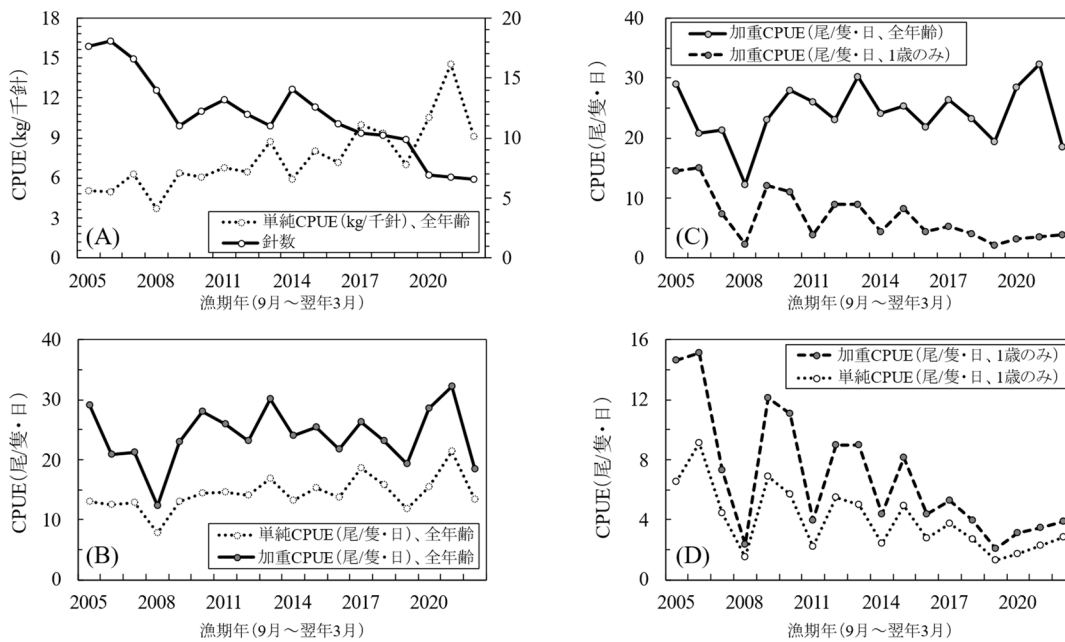 18
15
12
9
6
3
0
20
15
10
5
0
CPUE(kg/千針)
単純CPUE(kg/千針)、全年齢
針数
(A)
2005 2008 2011 2014 2017 2020
漁期年(9月~翌年3月)
40
30
20
10
0
CPUE(尾/隻・日)
単純CPUE(尾/隻・日)、全年齢
加重CPUE(尾/隻・日)、全年齢
(B)
2005 2008 2011 2014 2017 2020
漁期年(9月~翌年3月)
40
30
20
10
0
CPUE(尾/隻・日)
加重CPUE(尾/隻・日、全年齢)
加重CPUE(尾/隻・日、1歳のみ)
(C)
2005 2008 2011 2014 2017 2020
漁期年(9月~翌年3月)
16
12
8
4
0
CPUE(尾/隻・日)
加重CPUE(尾/隻・日、1歳のみ)
単純CPUE(尾/隻・日、1歳のみ)
(D)
2005 2008 2011 2014 2017 2020
漁期年(9月~翌年3月)